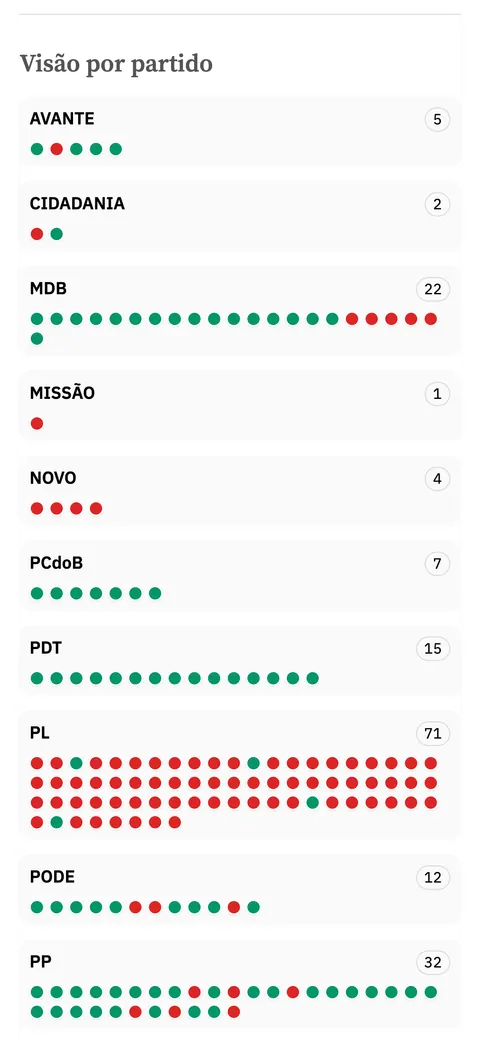 Visão por partido
AVANTE 5
CIDADANIA 2
MDB 22
MISSÃO 1
NOVO 4
PCdoB 7
PDT 15
PL 71
PODE 12
PP 32